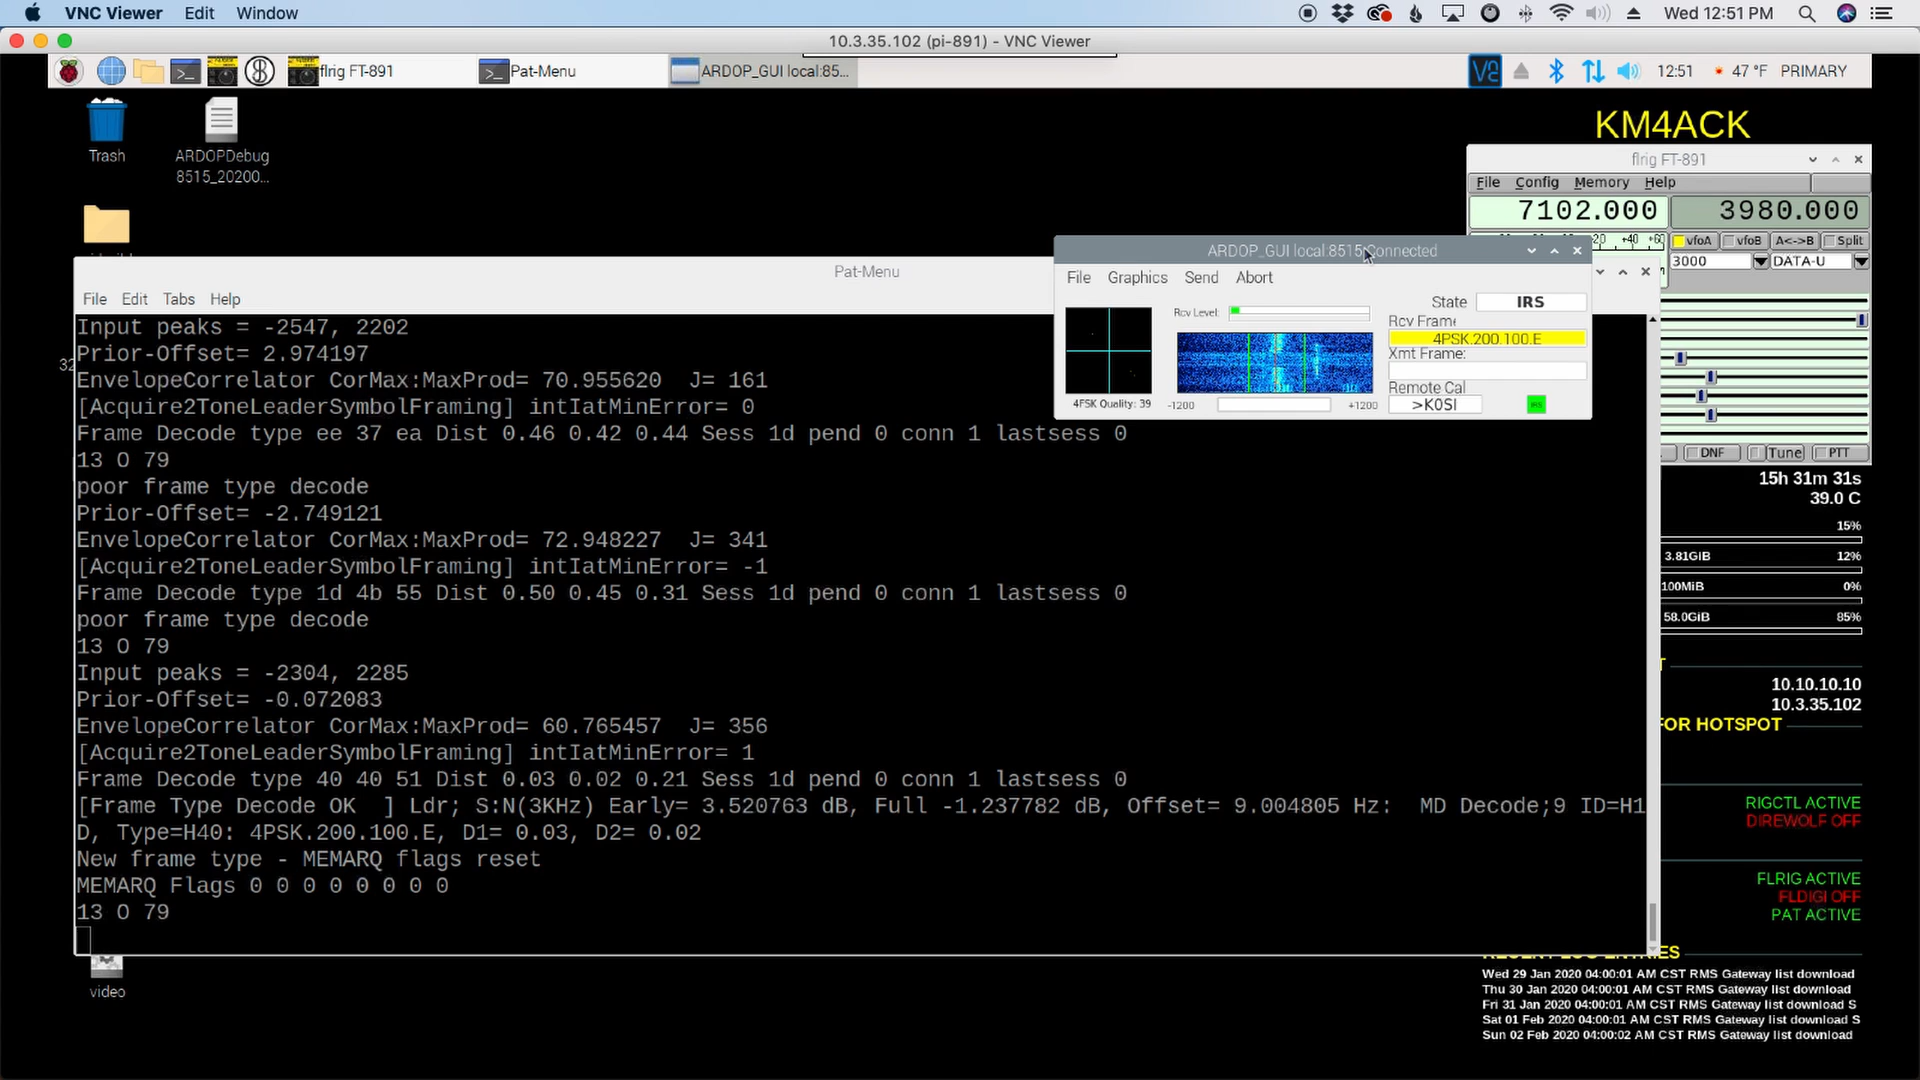 VNC Viewer Edit Window Wed 12:51 PM
10.3.35.102 (pi-891) - VNC Viewer
flrig FT-891 Pat-Menu ARDOP_GUI local:85... 12:51 47 °F PRIMARY
Trash
ARDOPDebug
8515_20200...
KM4ACK
flrig FT-891
File Config Memory Help
7102.000 3980.000
+40 +60 vfoA vfoB A<->B Split
3000 DATA-U
DNF Tune PTT
ARDOP_GUI local:8515 Connected
File Graphics Send Abort
Rcv Level:
State IRS
Rcv Frame
4PSK.200.100.E
Xmt Frame:
Remote Cal
>K0SI
IRS
4FSK Quality: 39 -1200 +1200
Pat-Menu
File Edit Tabs Help
Input peaks = -2547, 2202
Prior-Offset= 2.974197
EnvelopeCorrelator CorMax:MaxProd= 70.955620 J= 161
[Acquire2ToneLeaderSymbolFraming] intIatMinError= 0
Frame Decode type ee 37 ea Dist 0.46 0.42 0.44 Sess 1d pend 0 conn 1 lastsess 0
13 O 79
poor frame type decode
Prior-Offset= -2.749121
EnvelopeCorrelator CorMax:MaxProd= 72.948227 J= 341
[Acquire2ToneLeaderSymbolFraming] intIatMinError= -1
Frame Decode type 1d 4b 55 Dist 0.50 0.45 0.31 Sess 1d pend 0 conn 1 lastsess 0
poor frame type decode
13 O 79
Input peaks = -2304, 2285
Prior-Offset= -0.072083
EnvelopeCorrelator CorMax:MaxProd= 60.765457 J= 356
[Acquire2ToneLeaderSymbolFraming] intIatMinError= 1
Frame Decode type 40 40 51 Dist 0.03 0.02 0.21 Sess 1d pend 0 conn 1 lastsess 0
[Frame Type Decode OK ] Ldr; S:N(3KHz) Early= 3.520763 dB, Full -1.237782 dB, Offset= 9.004805 Hz: MD Decode;9 ID=H1
D, Type=H40: 4PSK.200.100.E, D1= 0.03, D2= 0.02
New frame type - MEMARQ flags reset
MEMARQ Flags 0 0 0 0 0 0 0 0
13 O 79
video
15h 31m 31s
39.0 C
15%
3.81GiB 12%
100MiB 0%
58.0GiB 85%
10.10.10.10
10.3.35.102
FOR HOTSPOT
RIGCTL ACTIVE
DIREWOLF OFF
FLRIG ACTIVE
FLDIGI OFF
PAT ACTIVE
RECENT LOG ENTRIES
Wed 29 Jan 2020 04:00:01 AM CST RMS Gateway list download
Thu 30 Jan 2020 04:00:01 AM CST RMS Gateway list download
Fri 31 Jan 2020 04:00:01 AM CST RMS Gateway list download S
Sat 01 Feb 2020 04:00:01 AM CST RMS Gateway list download S
Sun 02 Feb 2020 04:00:02 AM CST RMS Gateway list download